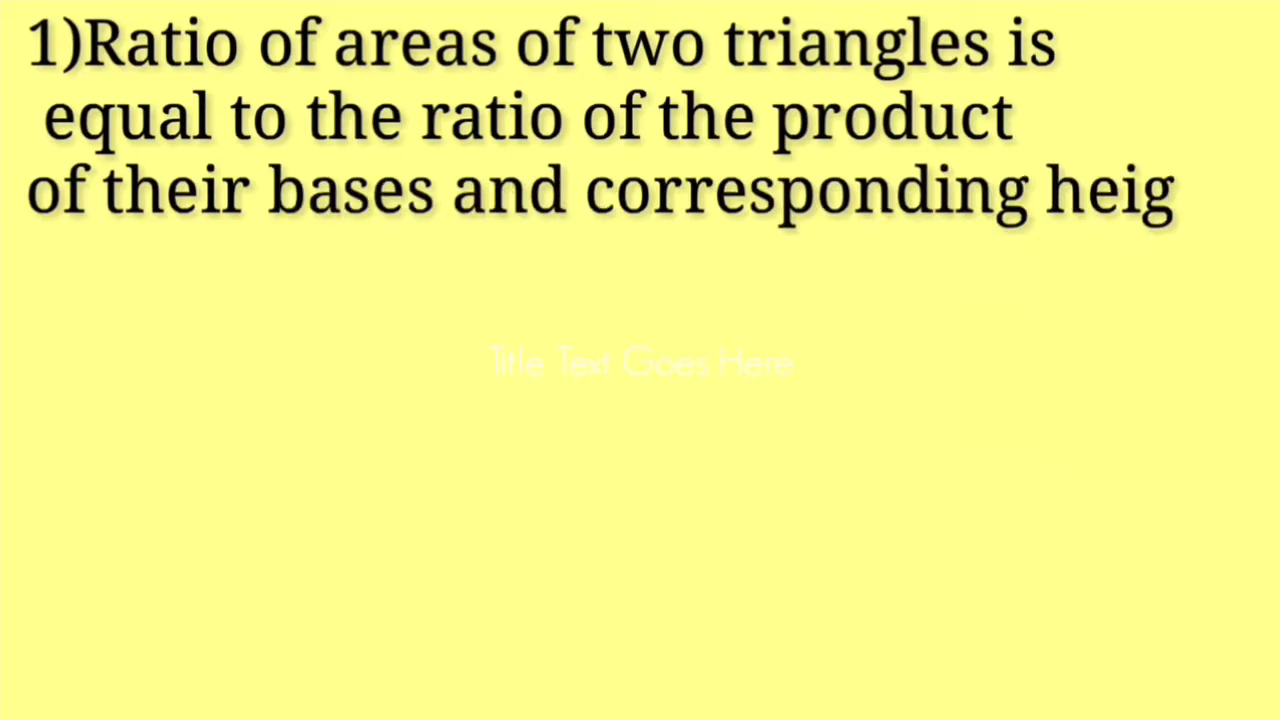 1)Ratio of areas of two triangles is
equal to the ratio of the product
of their bases and corresponding heig
Title Text Goes Here